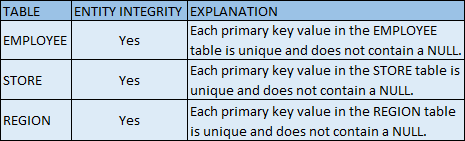 TABLE ENTITY INTEGRITY EXPLANATION
EMPLOYEE Yes Each primary key value in the EMPLOYEE
table is unique and does not contain a NULL.
STORE Yes Each primary key value in the STORE table is
unique and does not contain a NULL.
REGION Yes Each primary key value in the REGION table
is unique and does not contain a NULL.